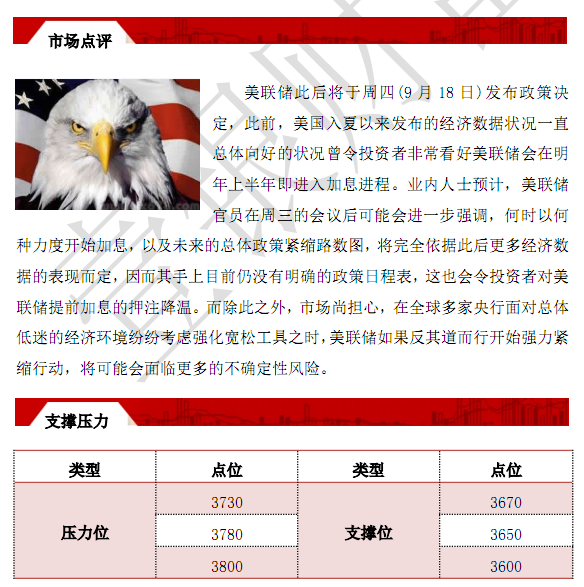 市场点评
美联储此后将于周四(9 月 18 日)发布政策决
定，此前，美国入夏以来发布的经济数据状况一直
总体向好的状况曾令投资者非常看好美联储会在明
年上半年即进入加息进程。业内人士预计，美联储
官员在周三的会议后可能会进一步强调，何时以何
种力度开始加息，以及未来的总体政策紧缩路数图，将完全依据此后更多经济数
据的表现而定，因而其手上目前仍没有明确的政策日程表，这也会令投资者对美
联储提前加息的押注降温。而除此之外，市场尚担心，在全球多家央行面对总体
低迷的经济环境纷纷考虑强化宽松工具之时，美联储如果反其道而行开始强力紧
缩行动，将可能会面临更多的不确定性风险。
支撑压力
类型 点位 类型 点位
3730 3670
压力位 3780 支撑位 3650
3800 3600